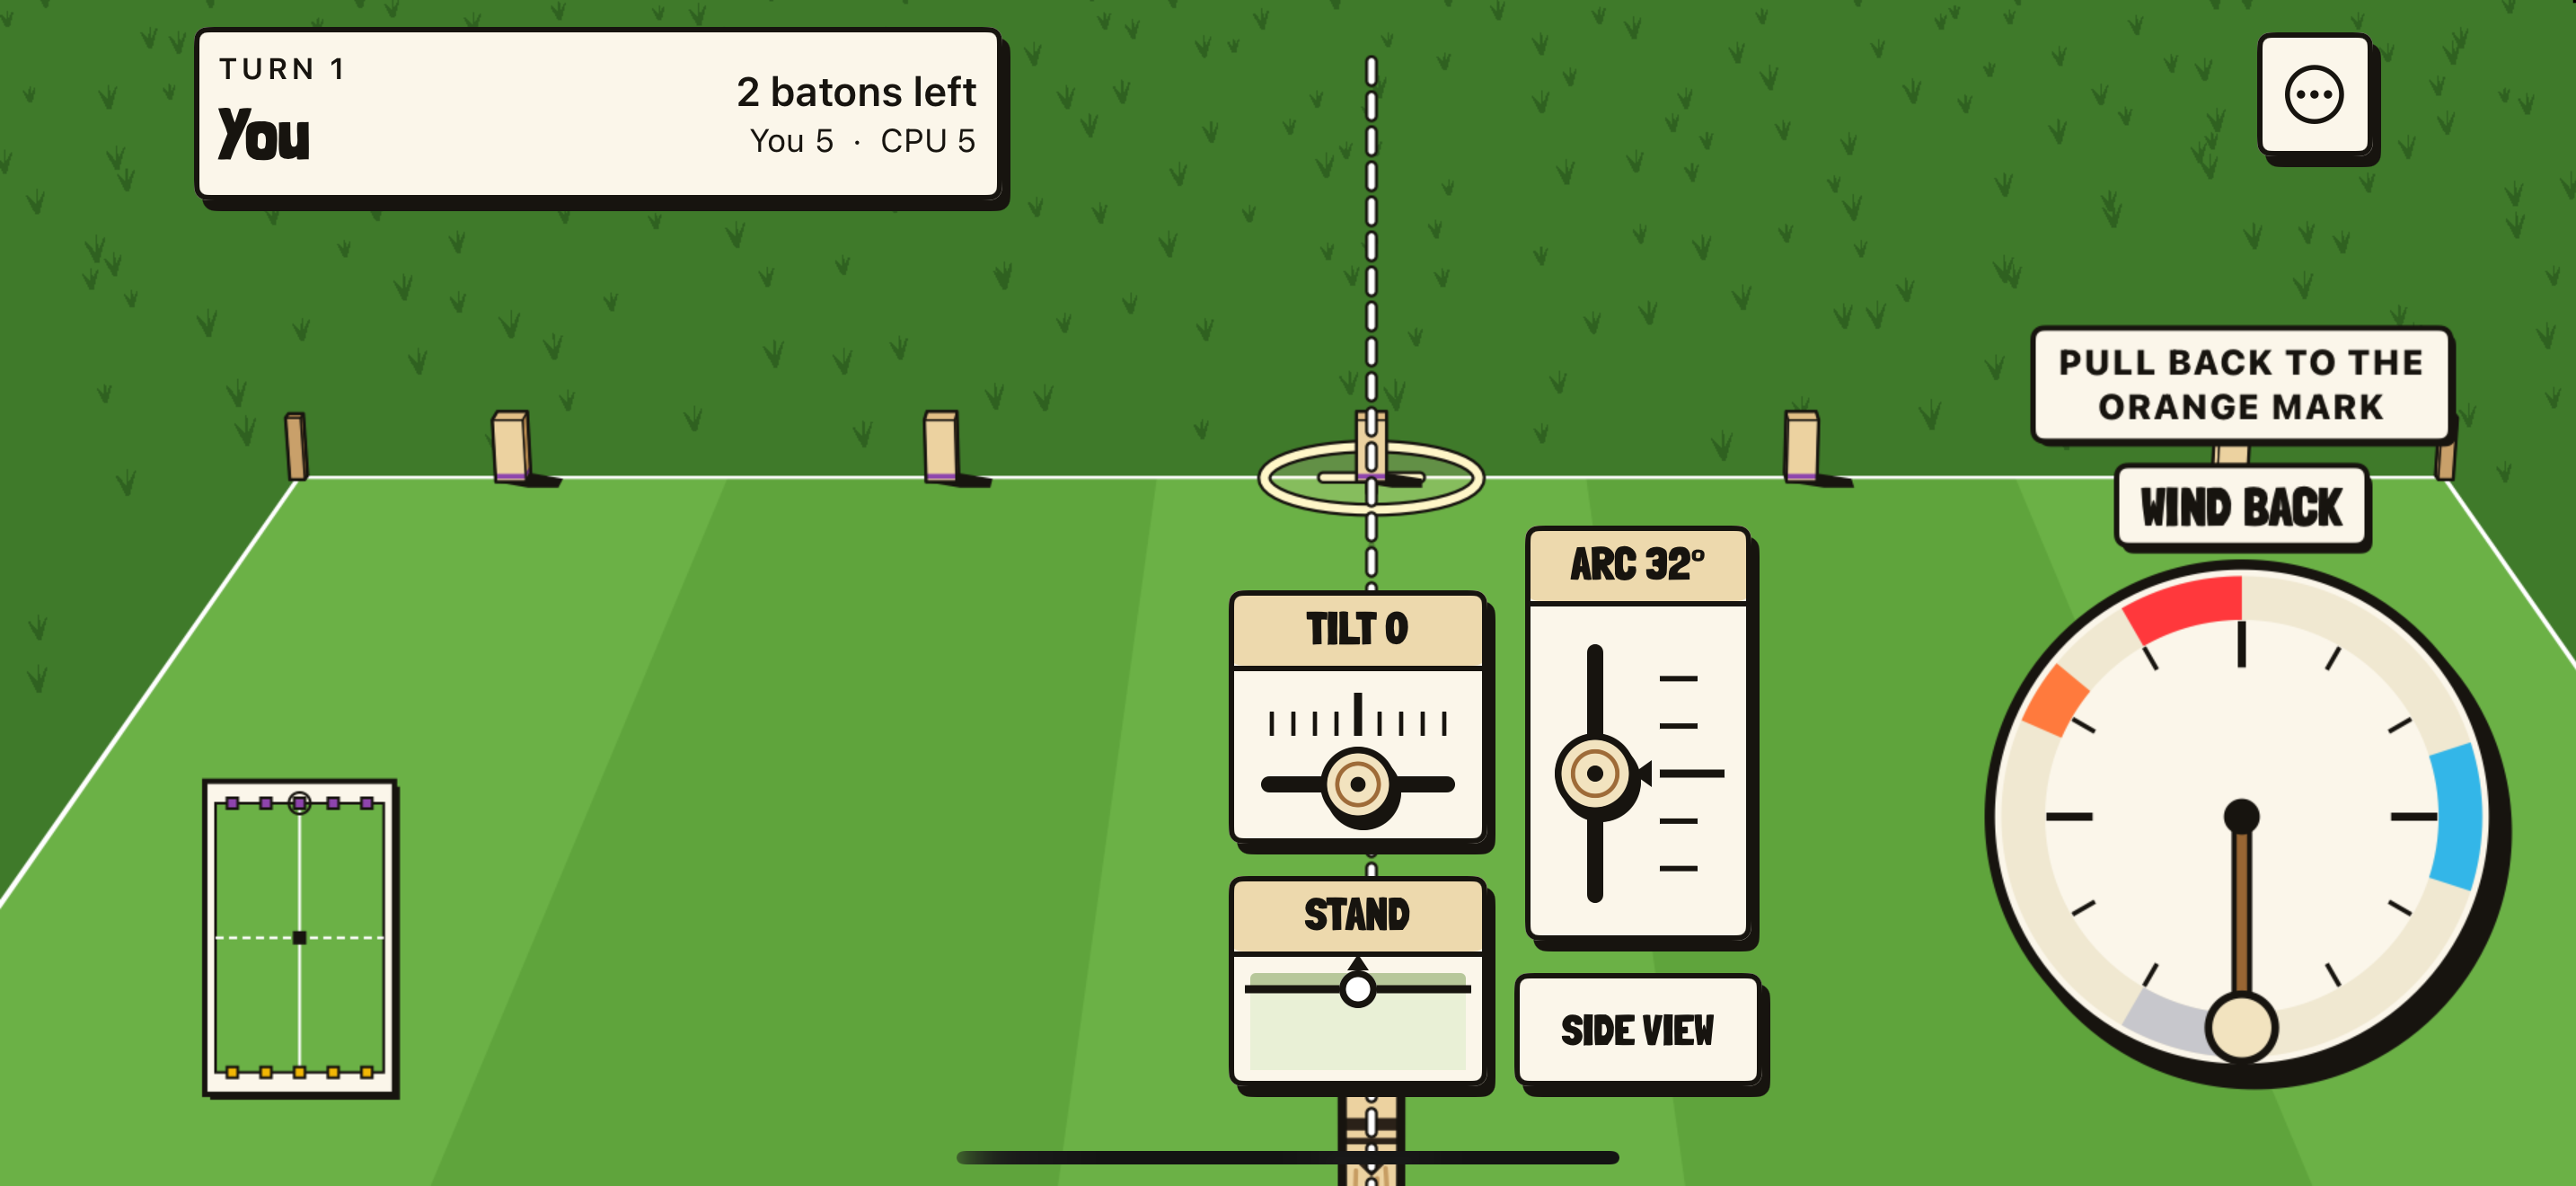 TURN 1
You
2 batons left
You 5 · CPU 5
PULL BACK TO THE
ORANGE MARK
WIND BACK
ARC 32°
TILT 0
STAND
SIDE VIEW